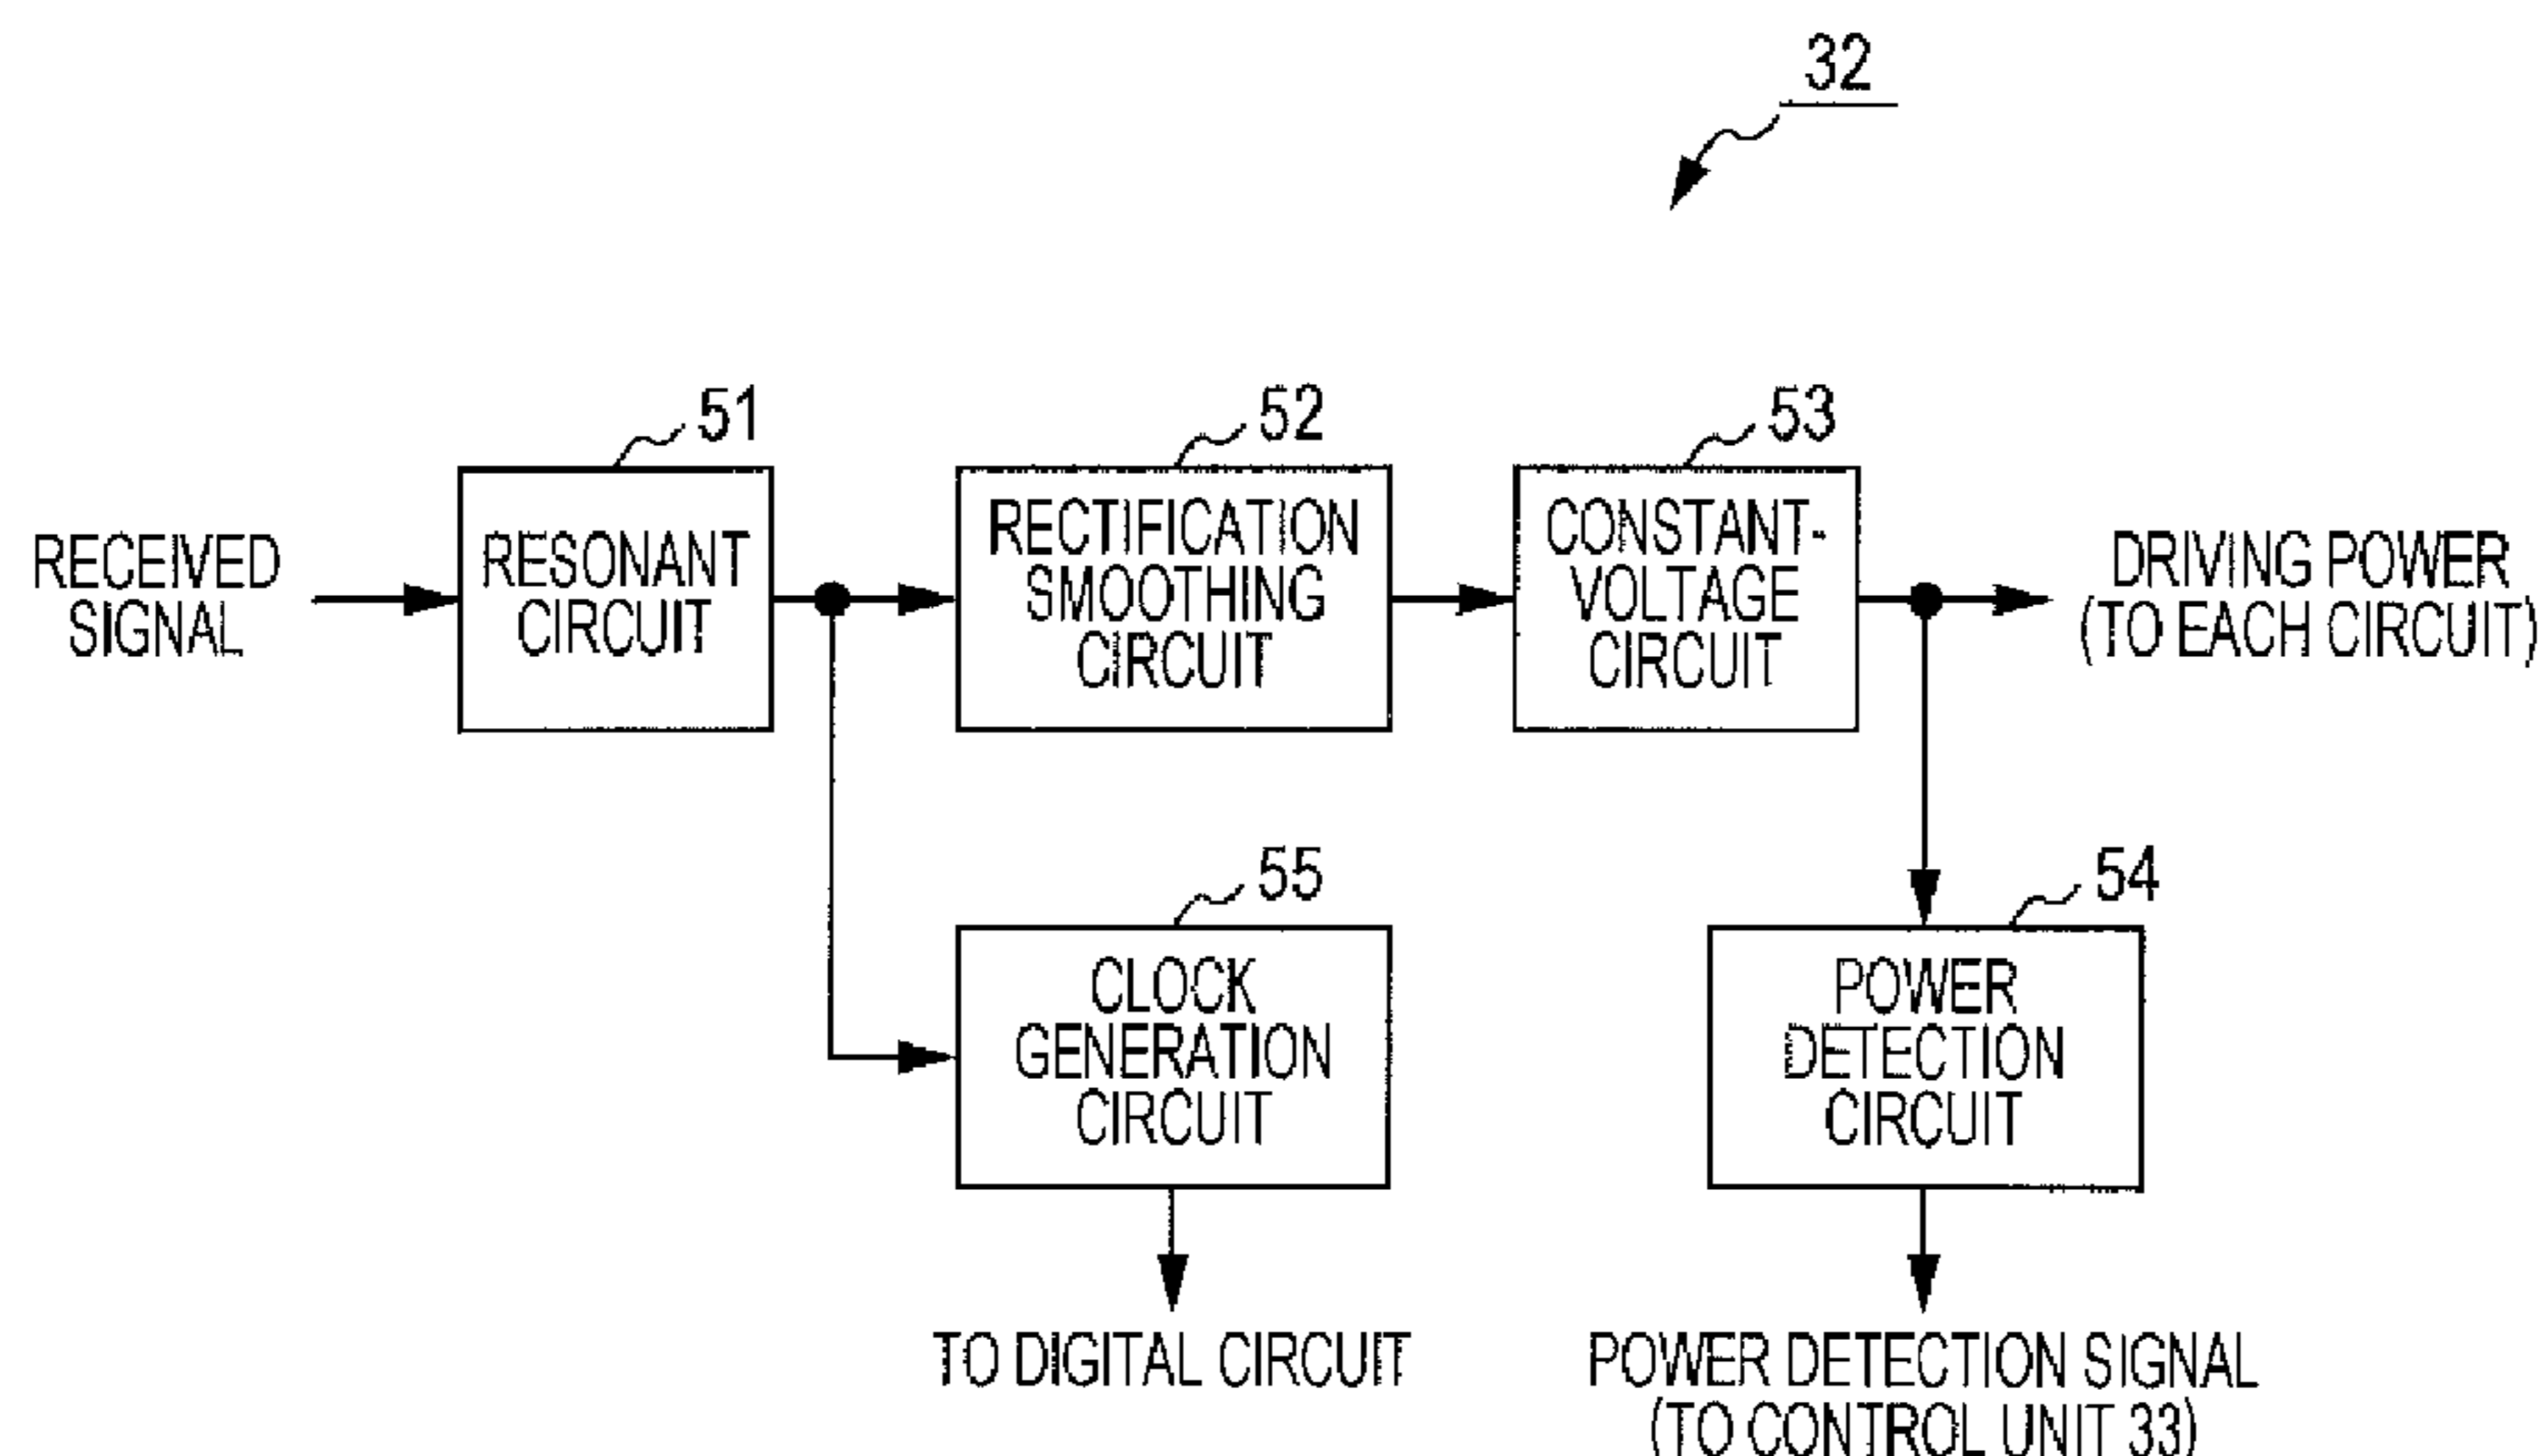 32
51
52
53
RECEIVED
SIGNAL
RESONANT
CIRCUIT
RECTIFICATION
SMOOTHING
CIRCUIT
CONSTANT-
VOLTAGE
CIRCUIT
DRIVING POWER
(TO EACH CIRCUIT)
55
54
CLOCK
GENERATION
CIRCUIT
POWER
DETECTION
CIRCUIT
TO DIGITAL CIRCUIT
POWER DETECTION SIGNAL
(TO CONTROL UNIT 33)